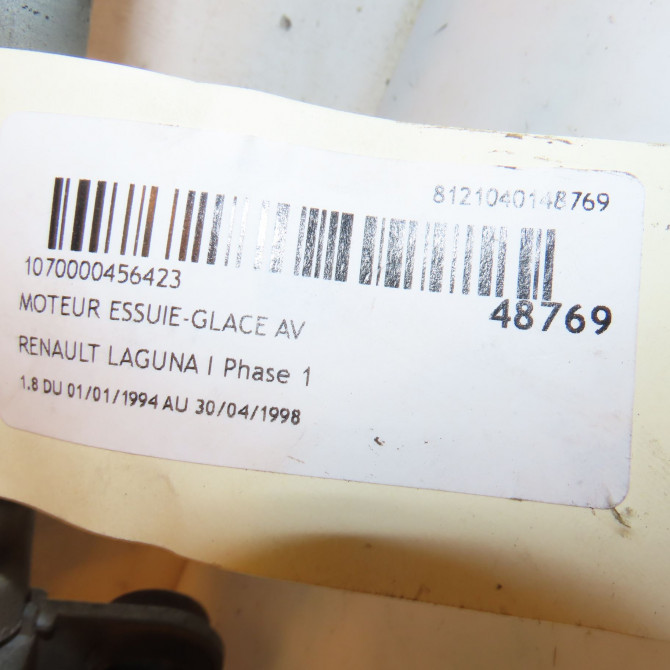 8121040148769
1070000456423
48769
MOTEUR ESSUIE-GLACE AV
RENAULT LAGUNA I Phase 1
1.8 DU 01/01/1994 AU 30/04/1998